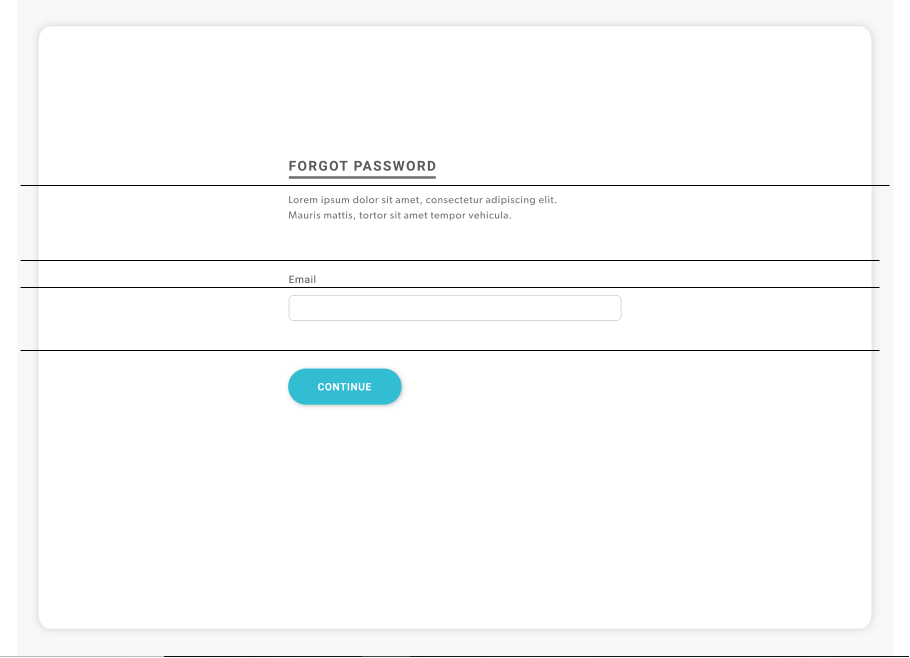 FORGOT PASSWORD
Lorem ipsum dolor sit amet, consectetur adipiscing elit.
Mauris mattis, tortor sit amet tempor vehicula.
Email
CONTINUE